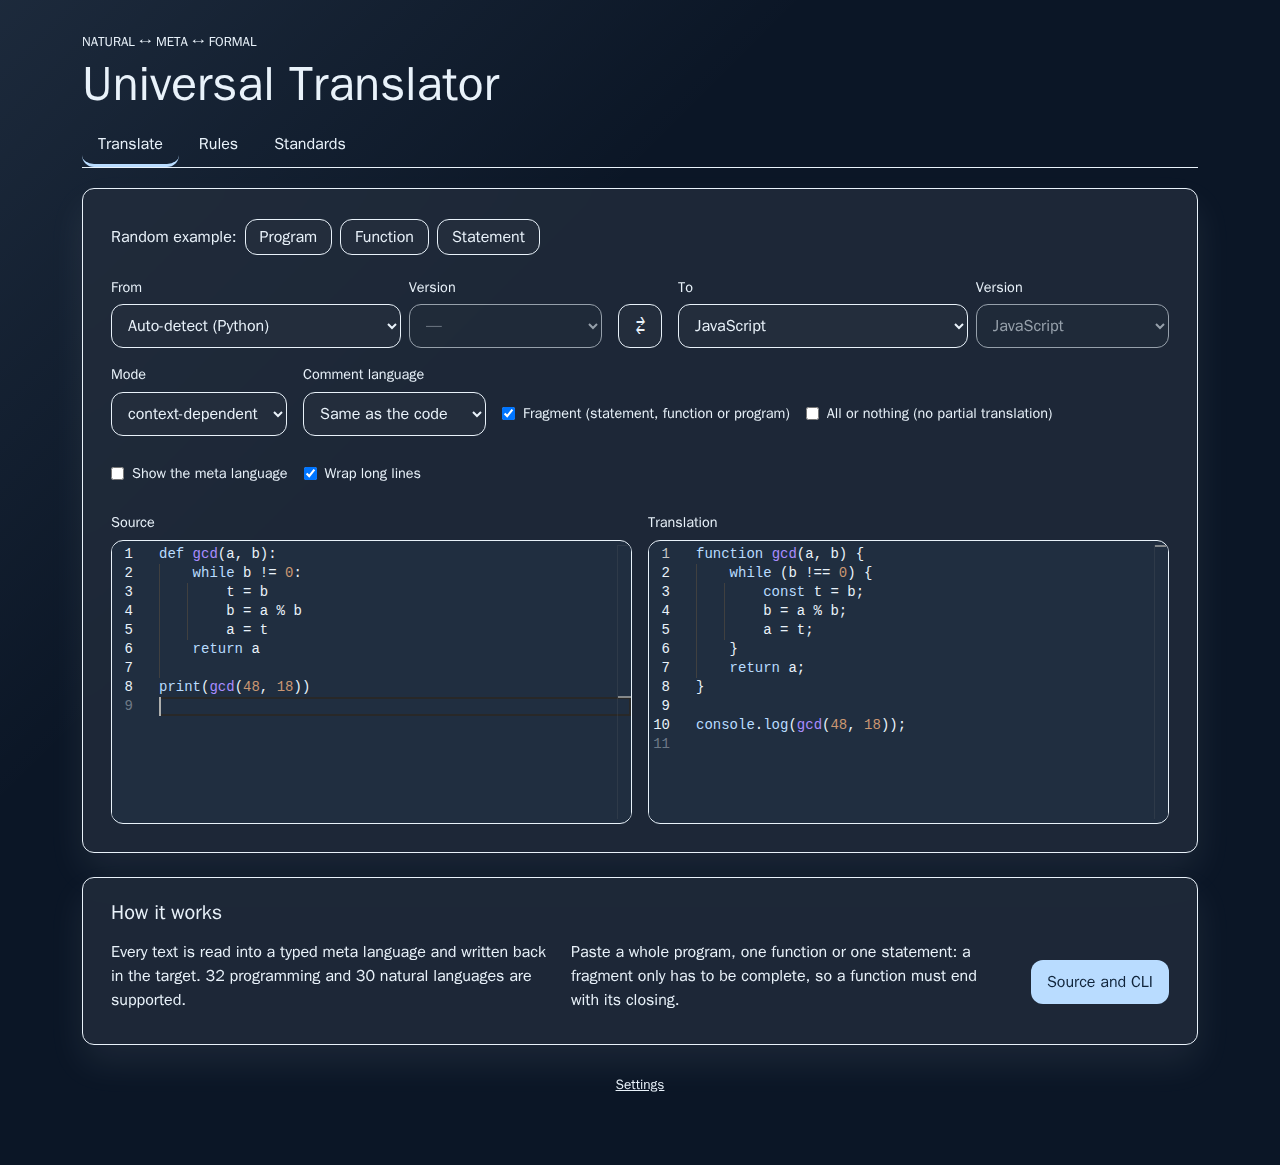 NATURAL ↔ META ↔ FORMAL
Universal Translator
Translate Rules Standards
Random example: Program Function Statement
From Version To Version
Auto-detect (Python) — JavaScript JavaScript
Mode Comment language
context-dependent Same as the code Fragment (statement, function or program) All or nothing (no partial translation)
Show the meta language Wrap long lines
Source
1 def gcd(a, b):
2     while b != 0:
3         t = b
4         b = a % b
5         a = t
6     return a
7
8 print(gcd(48, 18))
9
Translation
1 function gcd(a, b) {
2     while (b !== 0) {
3         const t = b;
4         b = a % b;
5         a = t;
6     }
7     return a;
8 }
9
10 console.log(gcd(48, 18));
11
How it works
Every text is read into a typed meta language and written back
in the target. 32 programming and 30 natural languages are
supported.
Paste a whole program, one function or one statement: a
fragment only has to be complete, so a function must end
with its closing.
Source and CLI
Settings